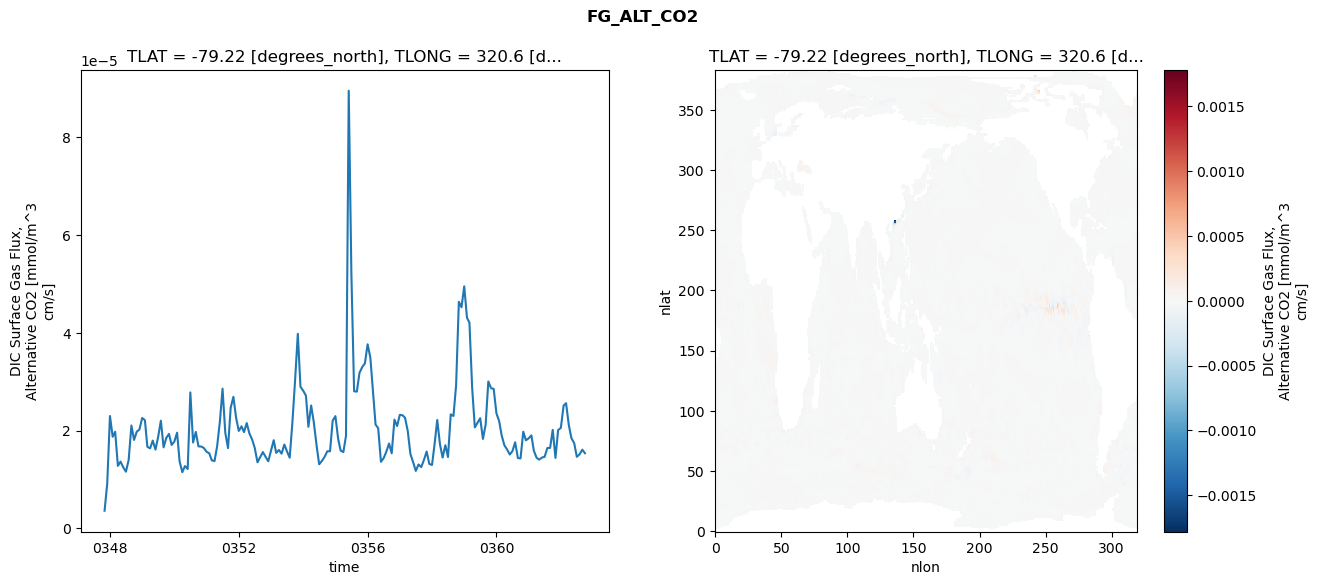 FG_ALT_CO2
TLAT = -79.22 [degrees_north], TLONG = 320.6 [d...
1e−5
8
6
4
2
0
0348
0352
0356
0360
time
DIC Surface Gas Flux,
Alternative CO2 [mmol/m^3
cm/s]
TLAT = -79.22 [degrees_north], TLONG = 320.6 [d...
350
300
250
200
150
100
50
0
nlat
0
50
100
150
200
250
300
nlon
0.0015
0.0010
0.0005
0.0000
−0.0005
−0.0010
−0.0015
DIC Surface Gas Flux,
Alternative CO2 [mmol/m^3
cm/s]